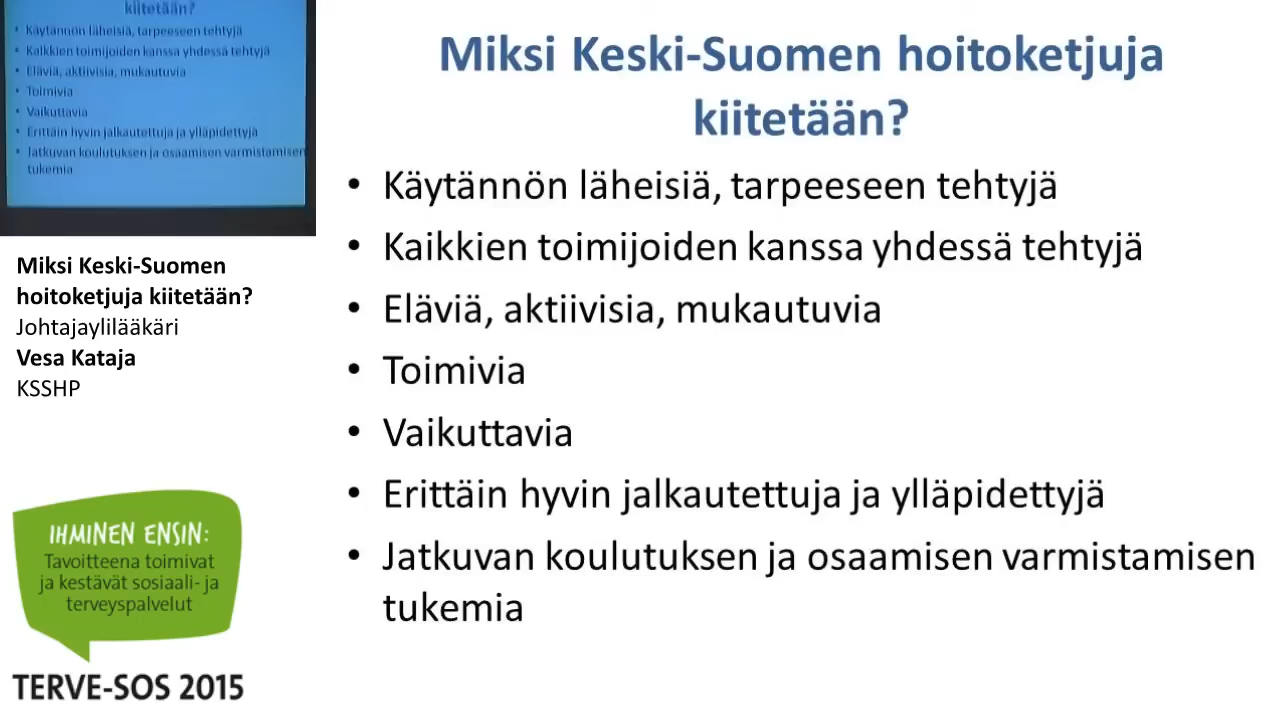 kiitetään?
• Käytännön läheisiä, tarpeeseen tehtyjä
• Kaikkien toimijoiden kanssa yhdessä tehtyjä
• Eläviä, aktiivisia, mukautuvia
• Toimivia
• Vaikuttavia
• Erittäin hyvin jalkautettuja ja ylläpidettyjä
• Jatkuvan koulutuksen ja osaamisen varmistamisen
tukemia
Miksi Keski-Suomen
hoitoketjuja kiitetään?
Johtajaylilääkäri
Vesa Kataja
KSSHP
IHMINEN ENSIN:
Tavoitteena toimivat
ja kestävät sosiaali- ja
terveyspalvelut
TERVE-SOS 2015
Miksi Keski-Suomen hoitoketjuja
kiitetään?
• Käytännön läheisiä, tarpeeseen tehtyjä
• Kaikkien toimijoiden kanssa yhdessä tehtyjä
• Eläviä, aktiivisia, mukautuvia
• Toimivia
• Vaikuttavia
• Erittäin hyvin jalkautettuja ja ylläpidettyjä
• Jatkuvan koulutuksen ja osaamisen varmistamisen
tukemia